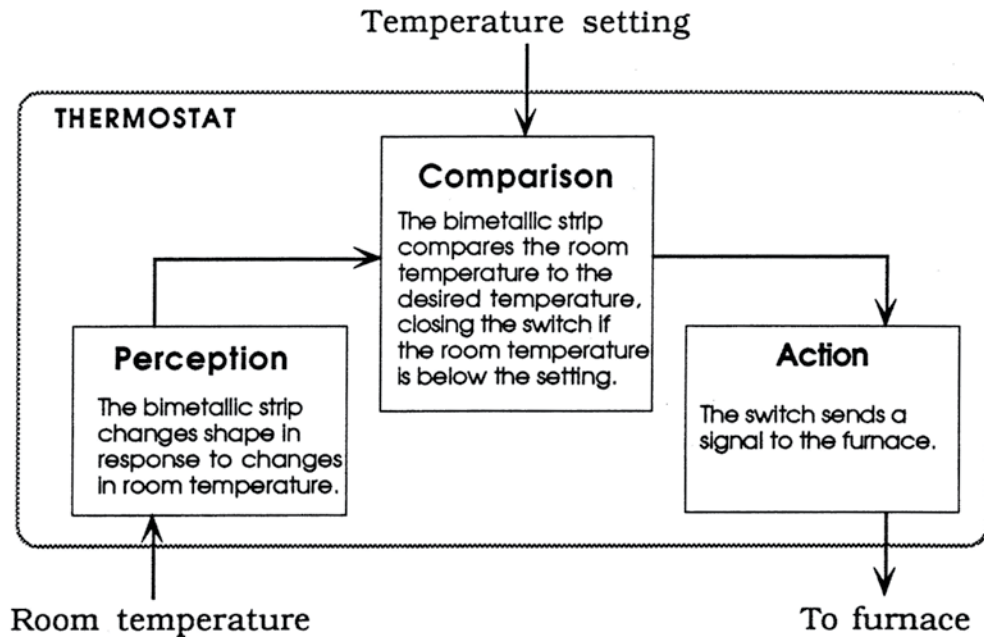 Temperature setting
THERMOSTAT
Comparison
The bimetallic strip
compares the room
temperature to the
desired temperature,
closing the switch if
the room temperature
is below the setting.
Perception
The bimetallic strip
changes shape in
response to changes
in room temperature.
Action
The switch sends a
signal to the furnace.
Room temperature
To furnace